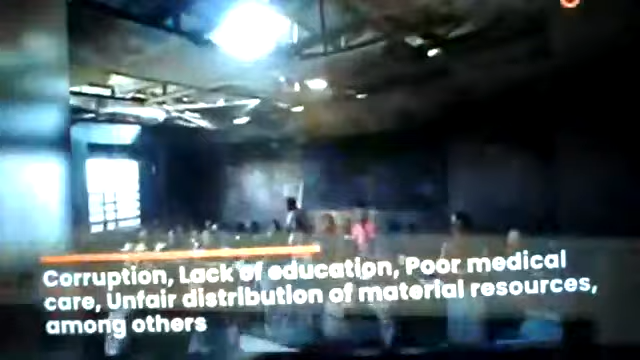 Corruption, Lack of education, Poor medical
care, Unfair distribution of material resources,
among others